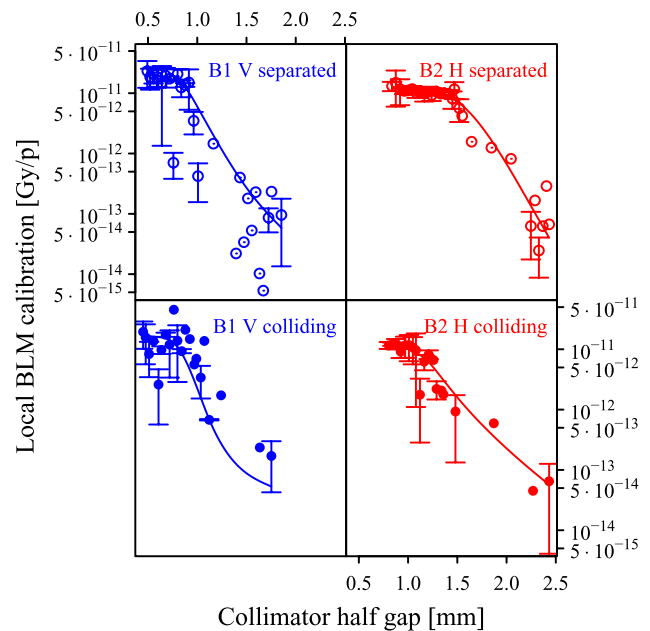 0.5 1.0 1.5 2.0 2.5
5·10⁻¹¹
10⁻¹¹
5·10⁻¹²
10⁻¹²
5·10⁻¹³
10⁻¹³
5·10⁻¹⁴
10⁻¹⁴
5·10⁻¹⁵
B1 V separated
B2 H separated
Local BLM calibration [Gy/p]
B1 V colliding
B2 H colliding
5·10⁻¹¹
10⁻¹¹
5·10⁻¹²
10⁻¹²
5·10⁻¹³
10⁻¹³
5·10⁻¹⁴
10⁻¹⁴
5·10⁻¹⁵
0.5 1.0 1.5 2.0 2.5
Collimator half gap [mm]